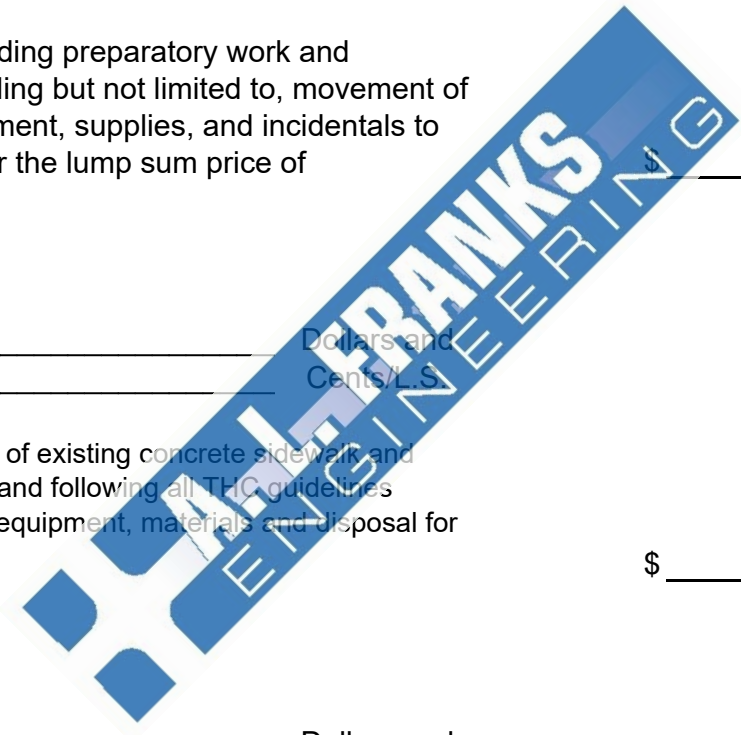 ding preparatory work and
ling but not limited to, movement of
ment, supplies, and incidentals to
r the lump sum price of
$
Dollars and
Cents/L.S.
of existing concrete sidewalk and
and following all THC guidelines
equipment, materials and disposal for
$
A.L. FRANKS
ENGINEERING